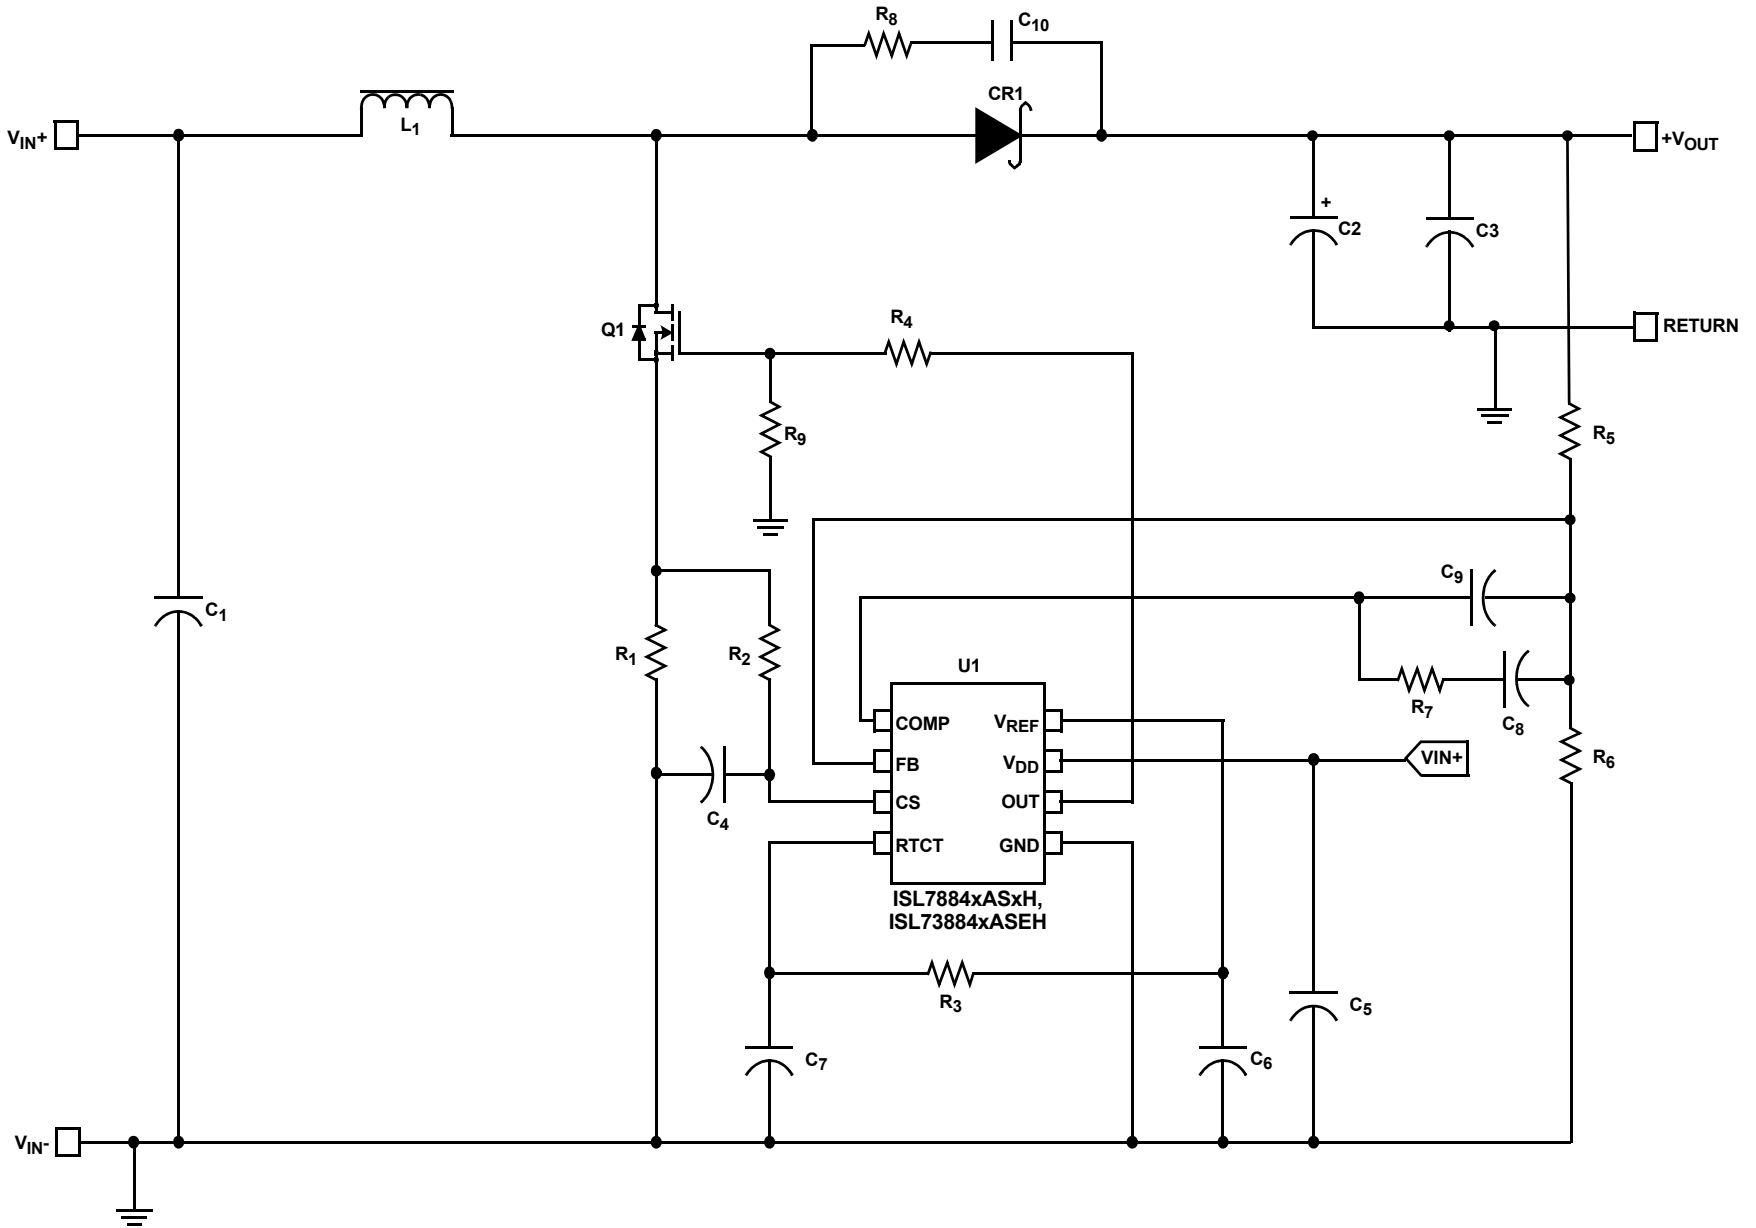 R8
C10
CR1
VIN+
L1
+VOUT
+
C2
C3
Q1
R4
RETURN
R9
R5
C9
C1
R1
R2
U1
R7
C8
COMP
VREF
FB
VDD
VIN+
R6
CS
OUT
C4
RTCT
GND
ISL7884xASxH,
ISL73884xASEH
R3
C5
C7
C6
VIN-